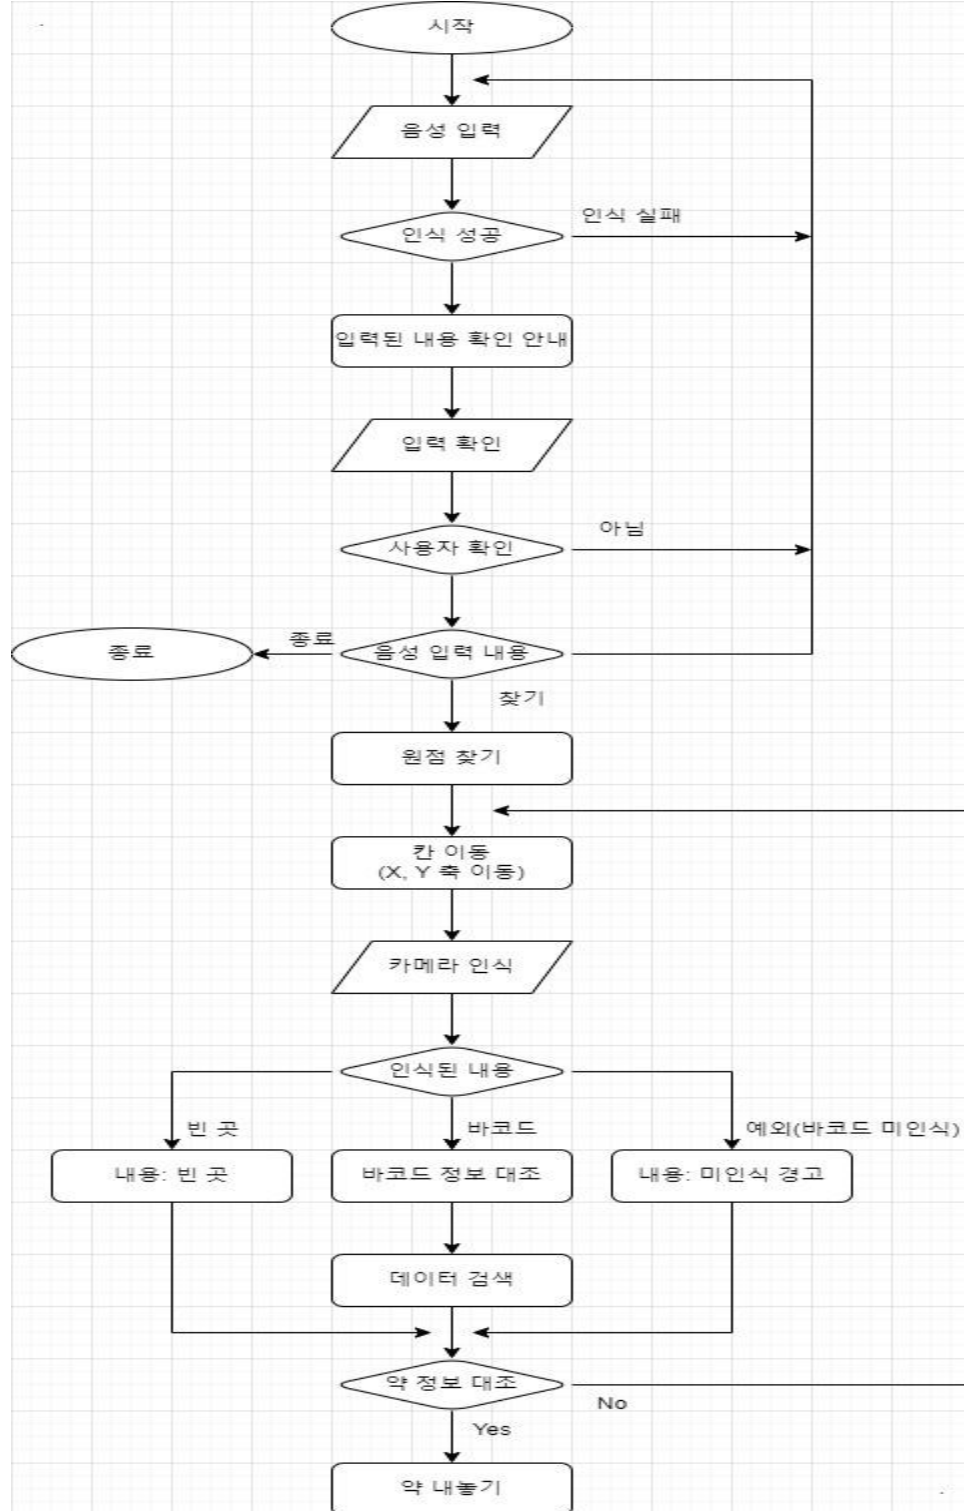 시작
음성 입력
인식 성공
인식 실패
입력된 내용 확인 안내
입력 확인
사용자 확인
아님
종료
종료
음성 입력 내용
찾기
원점 찾기
칸 이동
(X, Y 축 이동)
카메라 인식
인식된 내용
빈 곳
바코드
예외(바코드 미인식)
내용: 빈 곳
바코드 정보 대조
내용: 미인식 경고
데이터 검색
약 정보 대조
No
Yes
약 내놓기